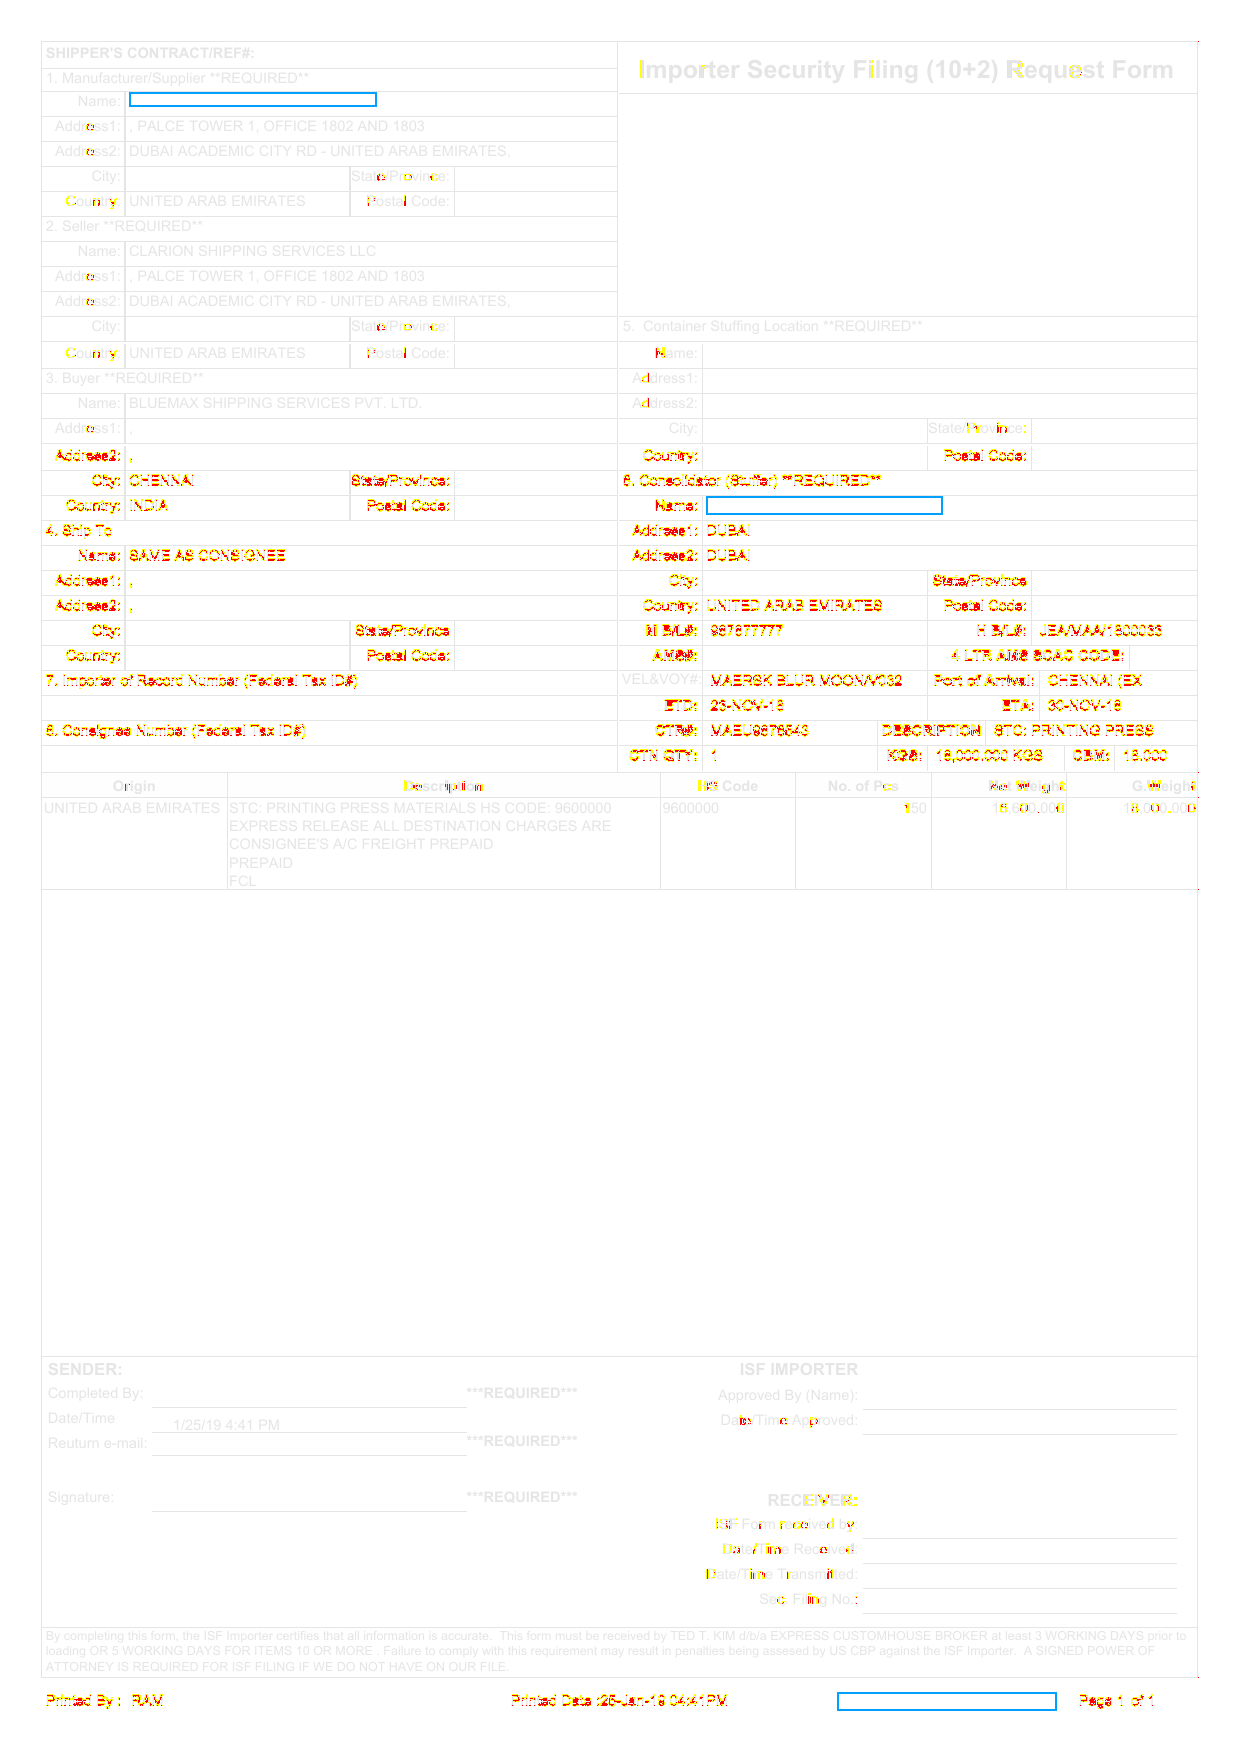 SHIPPER'S CONTRACT/REF#:
Importer Security Filing (10+2) Request Form
1. Manufacturer/Supplier **REQUIRED**
Name:
Address1: , PALCE TOWER 1, OFFICE 1802 AND 1803
Address2: DUBAI ACADEMIC CITY RD - UNITED ARAB EMIRATES,
City: State/Province:
Country: UNITED ARAB EMIRATES Postal Code:
2. Seller **REQUIRED**
Name: CLARION SHIPPING SERVICES LLC
Address1: , PALCE TOWER 1, OFFICE 1802 AND 1803
Address2: DUBAI ACADEMIC CITY RD - UNITED ARAB EMIRATES,
City: State/Province:
Country: UNITED ARAB EMIRATES Postal Code:
3. Buyer **REQUIRED**
Name: BLUEMAX SHIPPING SERVICES PVT. LTD.
Address1: ,
Address2: ,
City: CHENNAI State/Province:
Country: INDIA Postal Code:
4. Ship To
Name: SAME AS CONSIGNEE
Address1: ,
Address2: ,
City: State/Province
Country: Postal Code:
7. Importer of Record Number (Federal Tax ID#)
8. Consignee Number (Federal Tax ID#)
5. Container Stuffing Location **REQUIRED**
Name:
Address1:
Address2:
City: State/Province:
Country: Postal Code:
6. Consolidator (Stuffer) **REQUIRED**
Name:
Address1: DUBAI
Address2: DUBAI
City: State/Province
Country: UNITED ARAB EMIRATES Postal Code:
M B/L#: 987677777 H B/L#: JEA/MAA/1800033
AMS#: 4 LTR AMS SCAC CODE:
VEL&VOY#: MAERSK BLUR MOON/V032 Port of Arrival: CHENNAI (EX
ETD: 23-NOV-18 ETA: 30-NOV-18
CTR#: MAEU9876543 DESCRIPTION STC: PRINTING PRESS
CTN QTY: 1 KGS: 18,000.000 KGS CBM: 18.000
Origin Description HS Code No. of Pcs Net Weight G.Weight
UNITED ARAB EMIRATES STC: PRINTING PRESS MATERIALS HS CODE: 9600000 9600000 150 16,600.000 18,000.000
EXPRESS RELEASE ALL DESTINATION CHARGES ARE
CONSIGNEE'S A/C FREIGHT PREPAID
PREPAID
FCL
SENDER:
Completed By: ***REQUIRED***
Date/Time 1/25/19 4:41 PM
Reuturn e-mail: ***REQUIRED***
Signature: ***REQUIRED***
ISF IMPORTER
Approved By (Name):
Date/Time Approved:
RECEIVER:
ISF Form received by:
Date/Time Received:
Date/Time Transmitted:
Sec. Filing No.:
By completing this form, the ISF Importer certifies that all information is accurate. This form must be received by TED T. KIM d/b/a EXPRESS CUSTOMHOUSE BROKER at least 3 WORKING DAYS prior to
loading OR 5 WORKING DAYS FOR ITEMS 10 OR MORE . Failure to comply with this requirement may result in penalties being assesed by US CBP against the ISF Importer. A SIGNED POWER OF
ATTORNEY IS REQUIRED FOR ISF FILING IF WE DO NOT HAVE ON OUR FILE.
Printed By : RAM Printed Date :25-Jan-19 04:41PM Page 1 of 1